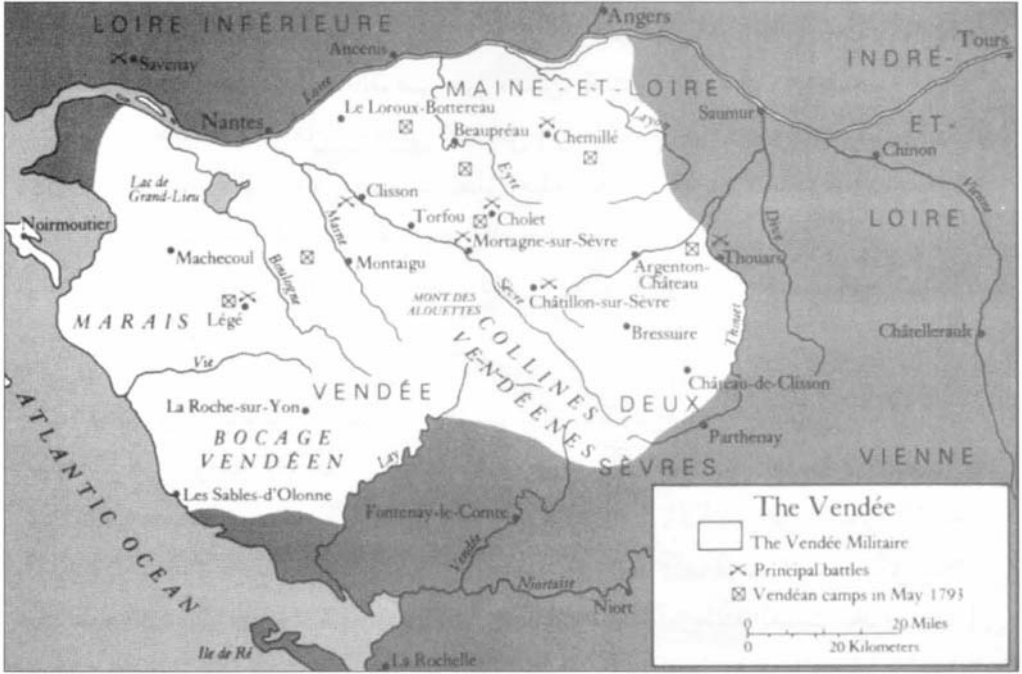 LOIRE INFÉRIEURE
Angers
Ancenis
Savenay
INDRÉ-
Tours
Loire
MAINE-ET-LOIRE
Le Loroux-Bottereau
Layon
Saumur
Nantes
Beaupréau
Chemillé
ET-
Chinon
Lac de
Grand-Lieu
Evre
Vienne
Clisson
Noirmoutier
Torfou
Cholet
LOIRE
Maine
Mortagne-sur-Sèvre
Dive
Machecoul
Montaigu
Thouars
Argenton-
Château
Boulogne
Sèvre
Châtillon-sur-Sèvre
MONT DES
ALOUETTES
MARAIS
Légé
COLLINES
VENDÉENES
Bressuire
Thouet
Châtellerault
Vie
VENDÉE
Château-de-Clisson
La Roche-sur-Yon
DEUX
BOCAGE
VENDÉEN
Parthenay
Lay
SÈVRES
VIENNE
ATLANTIC OCEAN
Les Sables-d'Olonne
Fontenay-le-Comte
Vendée
Niortaise
Niort
Ile de Ré
La Rochelle
The Vendée
The Vendée Militaire
Principal battles
Vendéan camps in May 1793
0 20 Miles
0 20 Kilometers